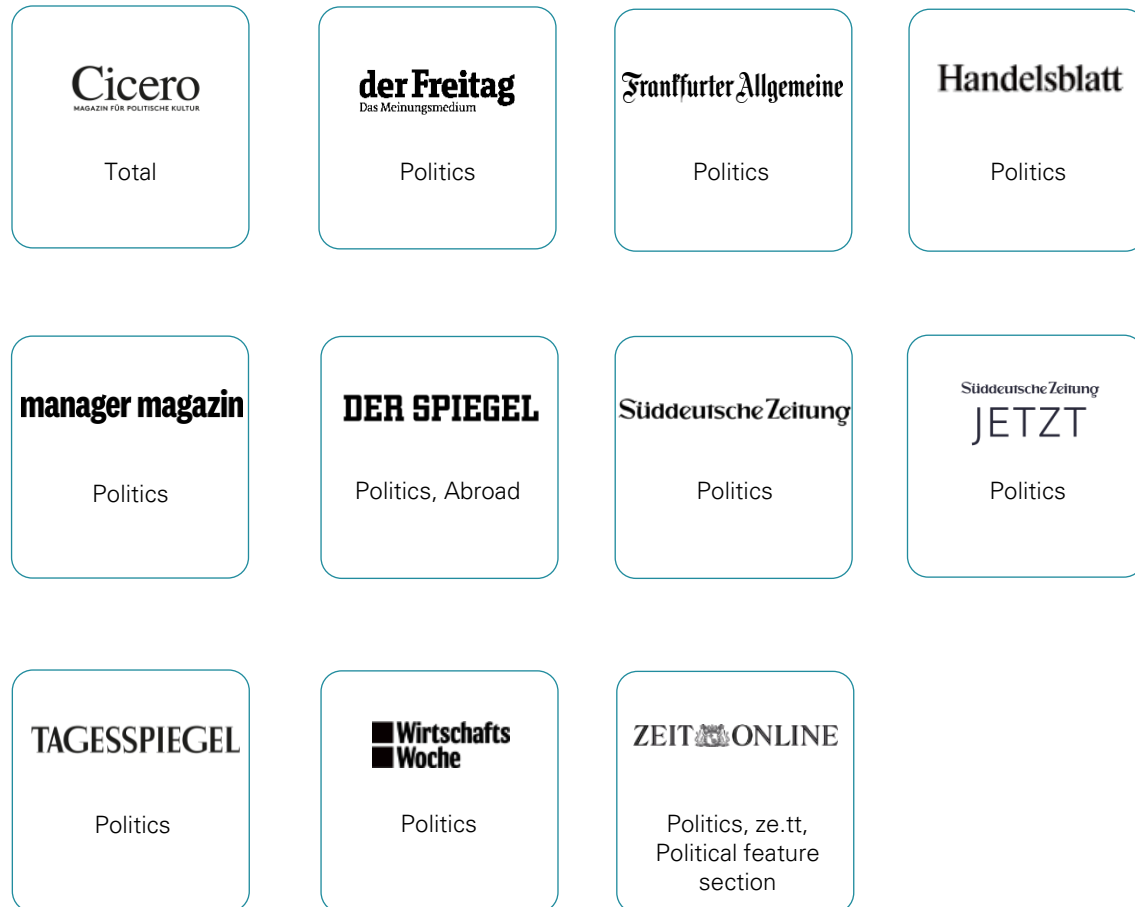 Cicero
MAGAZIN FÜR POLITISCHE KULTUR
Total
der Freitag
Das Meinungsmedium
Politics
Frankfurter Allgemeine
Politics
Handelsblatt
Politics
manager magazin
Politics
DER SPIEGEL
Politics, Abroad
Süddeutsche Zeitung
Politics
Süddeutsche Zeitung
JETZT
Politics
TAGESSPIEGEL
Politics
Wirtschafts
Woche
Politics
ZEIT ONLINE
Politics, ze.tt,
Political feature
section